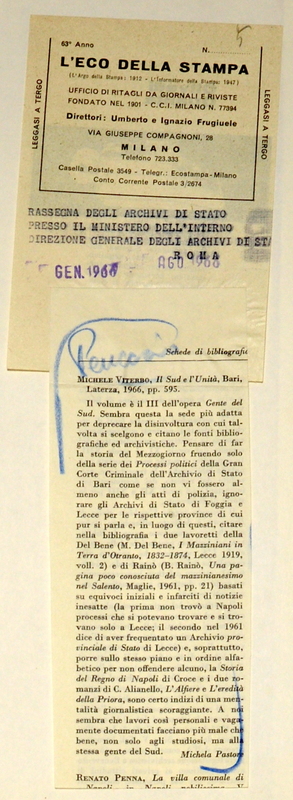 63° Anno
N.
5
L'ECO DELLA STAMPA
(L'Argo della Stampa: 1912 - L'Informatore della Stampa: 1947)
UFFICIO DI RITAGLI DA GIORNALI E RIVISTE
FONDATO NEL 1901 - C.C.I. MILANO N. 77394
Direttori: Umberto e Ignazio Frugiuele
VIA GIUSEPPE COMPAGNONI, 28
MILANO
Telefono 723.333
Casella Postale 3549 - Telegr.: Ecostampa-Milano
Conto Corrente Postale 3/2674
LEGGASI A TERGO
LEGGASI A TERGO
RASSEGNA DEGLI ARCHIVI DI STATO
PRESSO IL MINISTERO DELL'INTERNO
DIREZIONE GENERALE DEGLI ARCHIVI DI STA
ROMA
GEN. 1966
AGO 1968
Schede di bibliografi
MICHELE VITERBO, Il Sud e l'Unità, Bari,
Laterza, 1966, pp. 595.
Il volume è il III dell'opera Gente del
Sud. Sembra questa la sede più adatta
per deprecare la disinvoltura con cui tal-
volta si scelgono e citano le fonti biblio-
grafiche ed archivistiche. Pensare di far
la storia del Mezzogiorno fruendo solo
della serie dei Processi politici della Gran
Corte Criminale dell'Archivio di Stato
di Bari come se non vi fossero al-
meno anche gli atti di polizia, igno-
rare gli Archivi di Stato di Foggia e
Lecce per le rispettive province di cui
pur si parla e, in luogo di questi, citare
nella bibliografia i due lavoretti della
Del Bene (M. Del Bene, I Mazziniani in
Terra d'Otranto, 1832-1874, Lecce 1919,
voll. 2) e di Rainò (B. Rainò, Una pa-
gina poco conosciuta del mazzinianesimo
nel Salento, Maglie, 1961, pp. 21) basati
su equivoci iniziali e infarciti di notizie
inesatte (la prima non trovò a Napoli
processi che si potevano trovare e si tro-
vano solo a Lecce; il secondo nel 1961
dice di aver frequentato un Archivio pro-
vinciale di Stato di Lecce) e, soprattutto,
porre sullo stesso piano e in ordine alfa-
betico per non offendere alcuno, la Storia
del Regno di Napoli di Croce e i due ro-
manzi di C. Alianello, L'Alfiere e L'eredità
della Priora, sono certo indizi di una men-
talità giornalistica scoraggiante. A noi
sembra che lavori così personali e vaga-
mente documentati facciano più male che
bene, non solo agli studiosi, ma alla
stessa gente del Sud.
Michela Pastor
RENATO PENNA, La villa comunale di